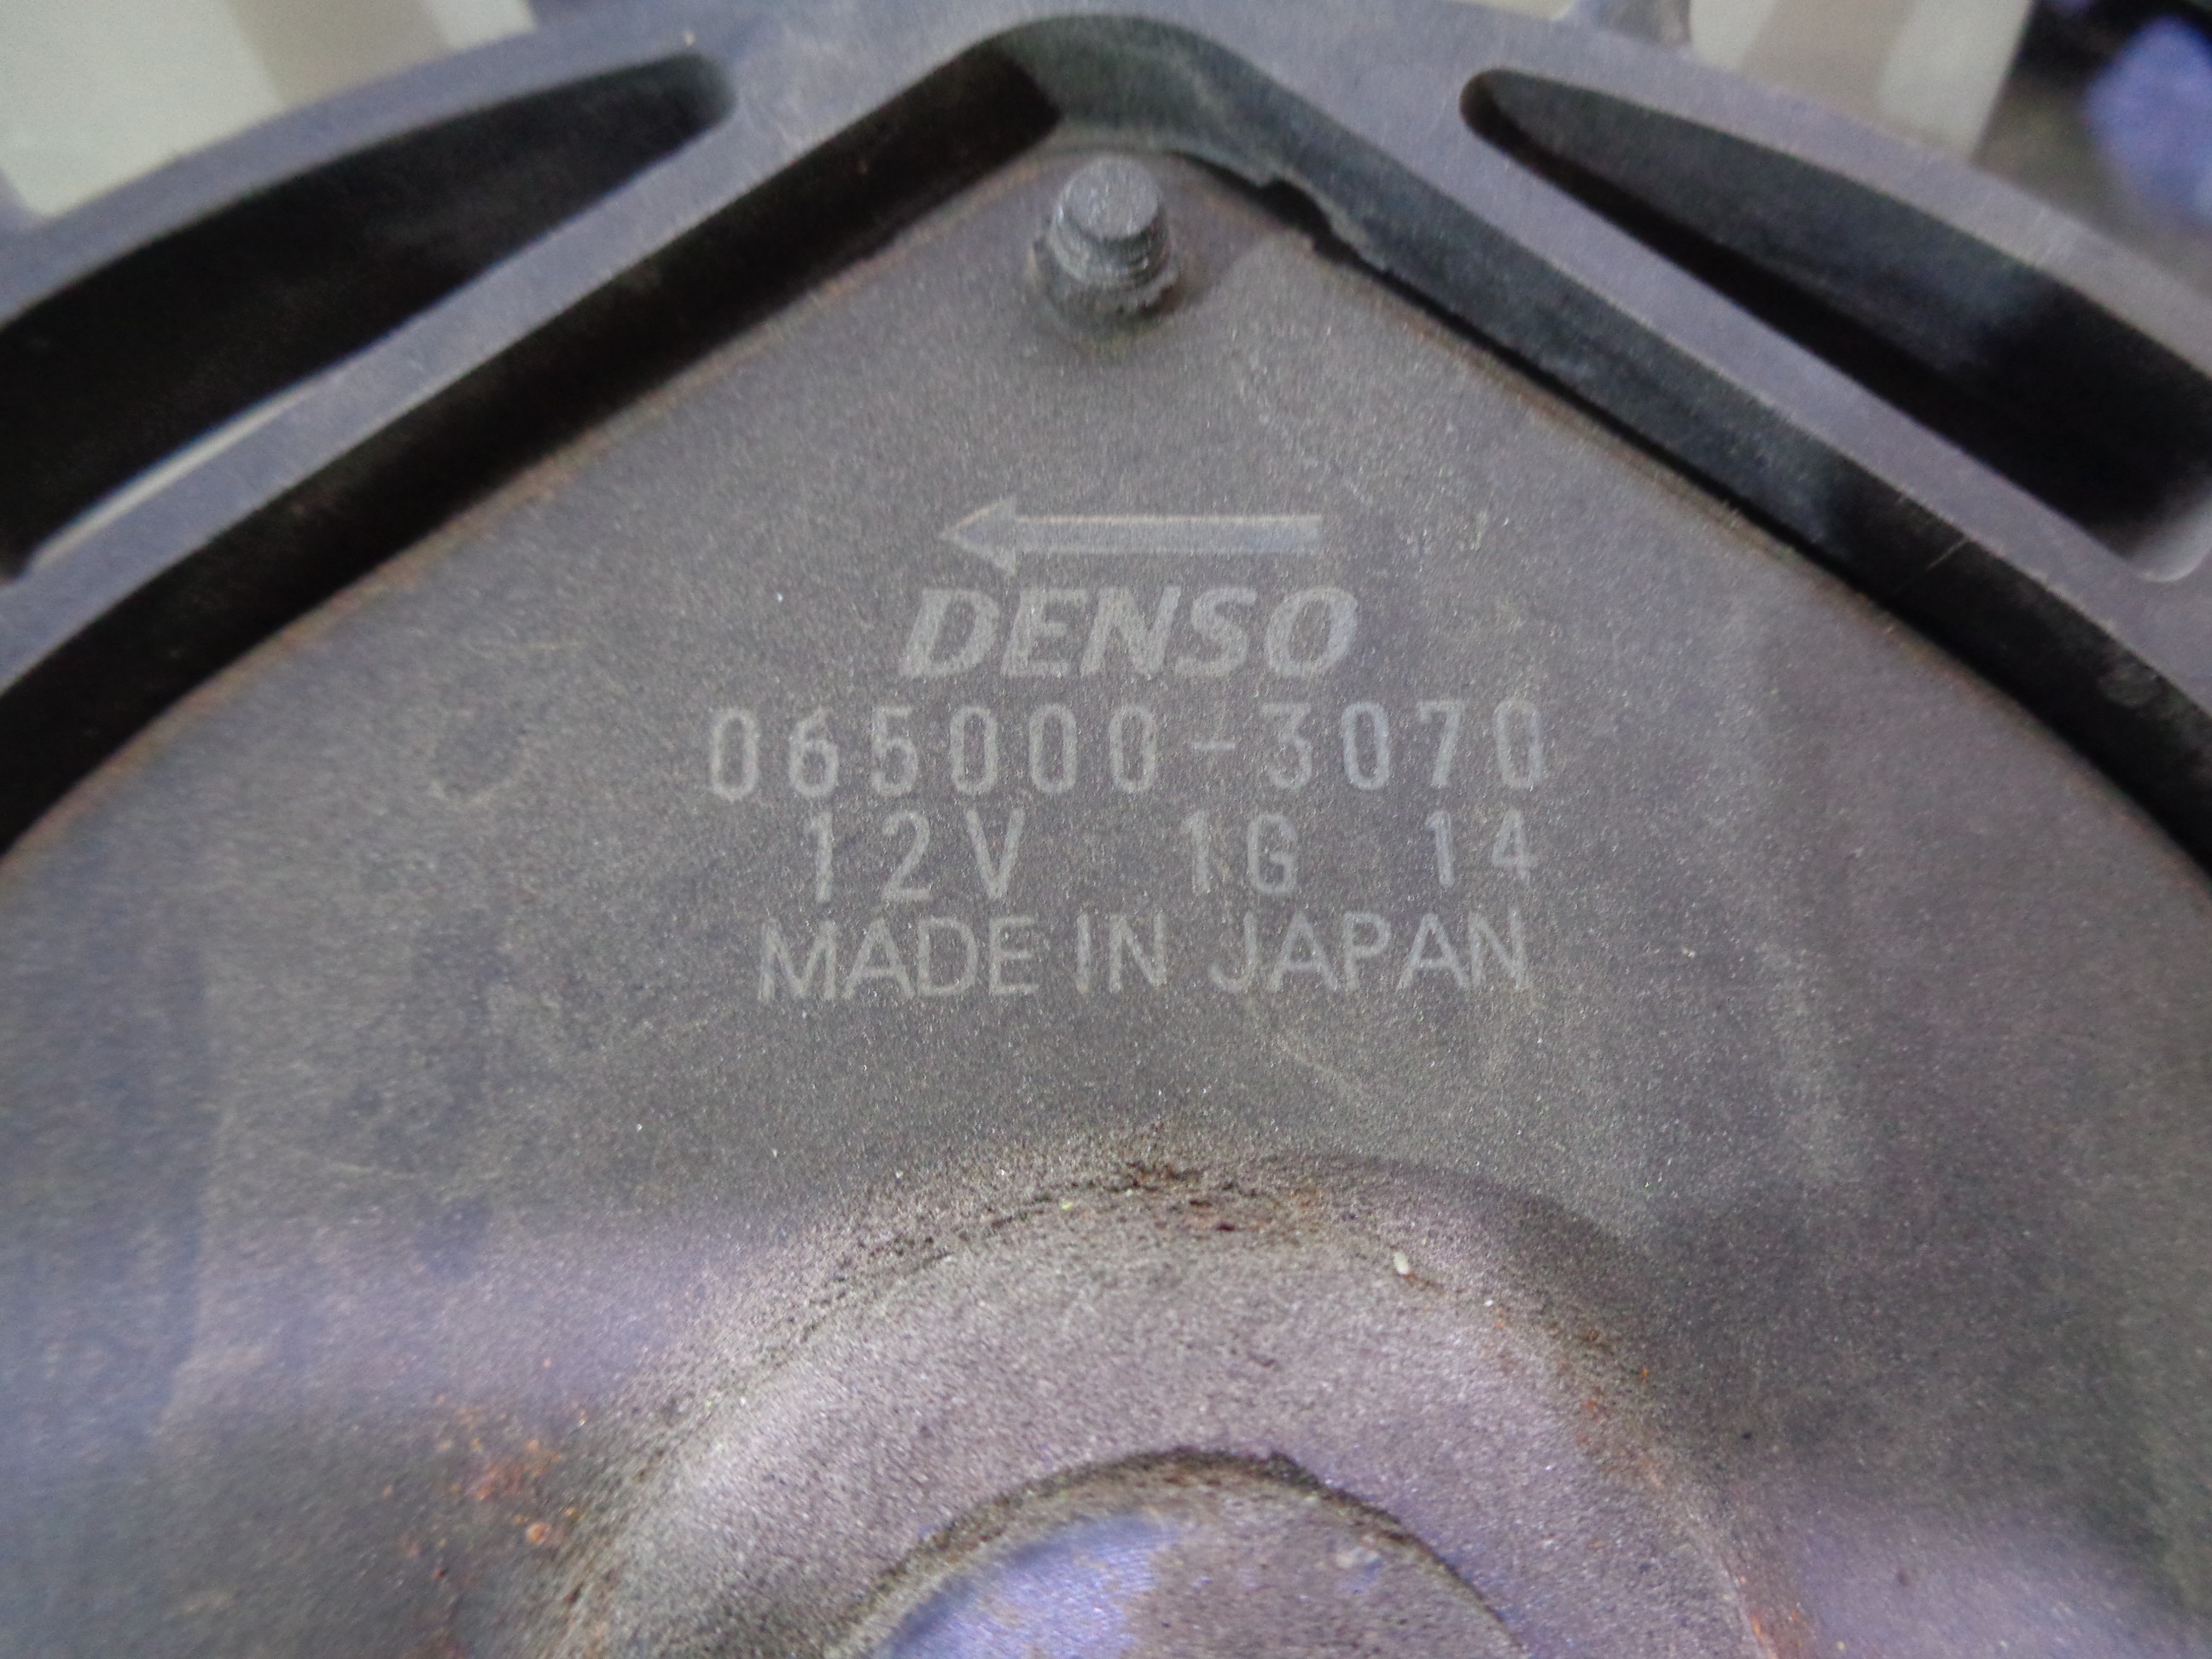 DENSO
065000-3070
12V 1G 14
MADE IN JAPAN